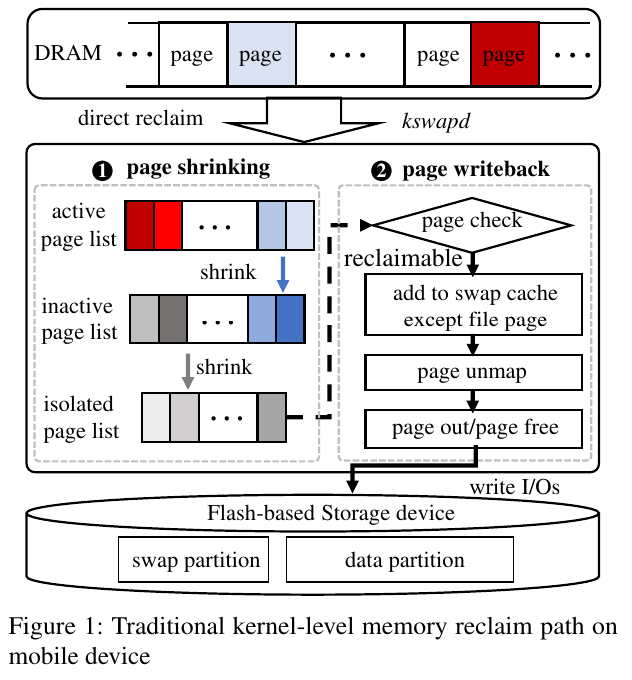 DRAM ··· page page ··· page page ···
direct reclaim
kswapd
❶ page shrinking
active
page list
···
shrink
inactive
page list
···
shrink
isolated
page list
···
❷ page writeback
page check
reclaimable
add to swap cache
except file page
page unmap
page out/page free
write I/Os
Flash-based Storage device
swap partition
data partition
Figure 1: Traditional kernel-level memory reclaim path on
mobile device